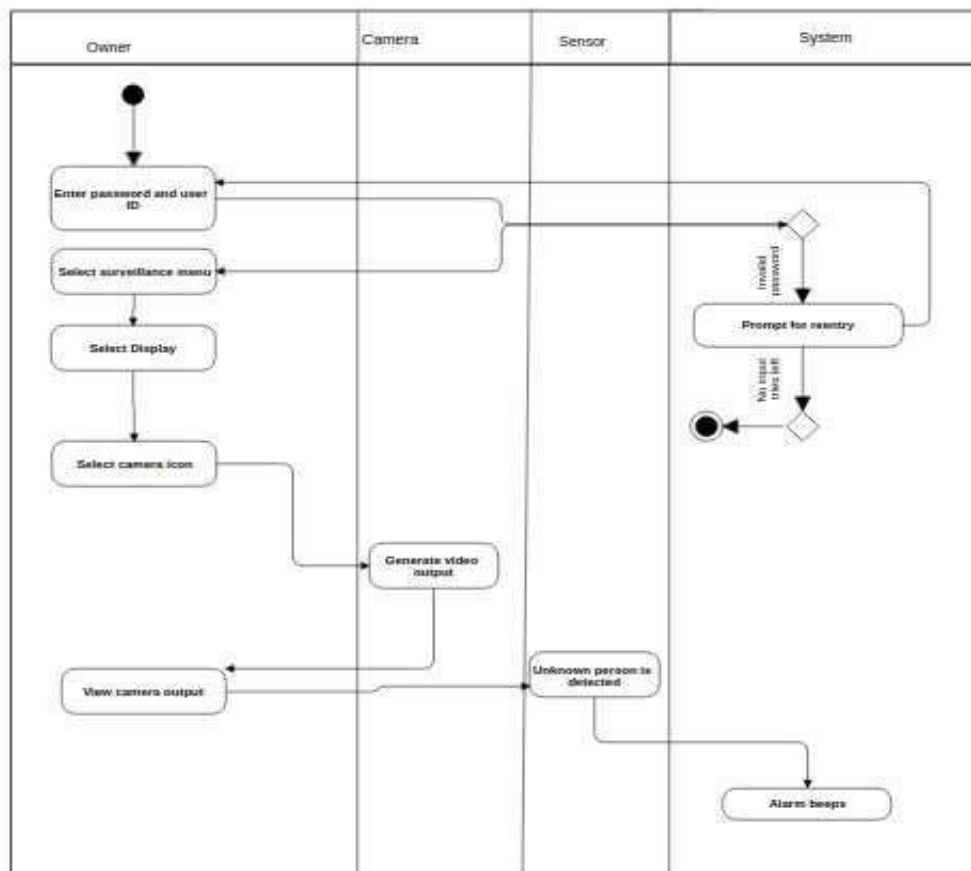 Owner
Camera
Sensor
System
Enter password and user
ID
Select surveillance menu
Invalid
password
Select Display
Prompt for reentry
No input
tries left
Select camera icon
Generate video
output
Unknown person is
detected
View camera output
Alarm beeps